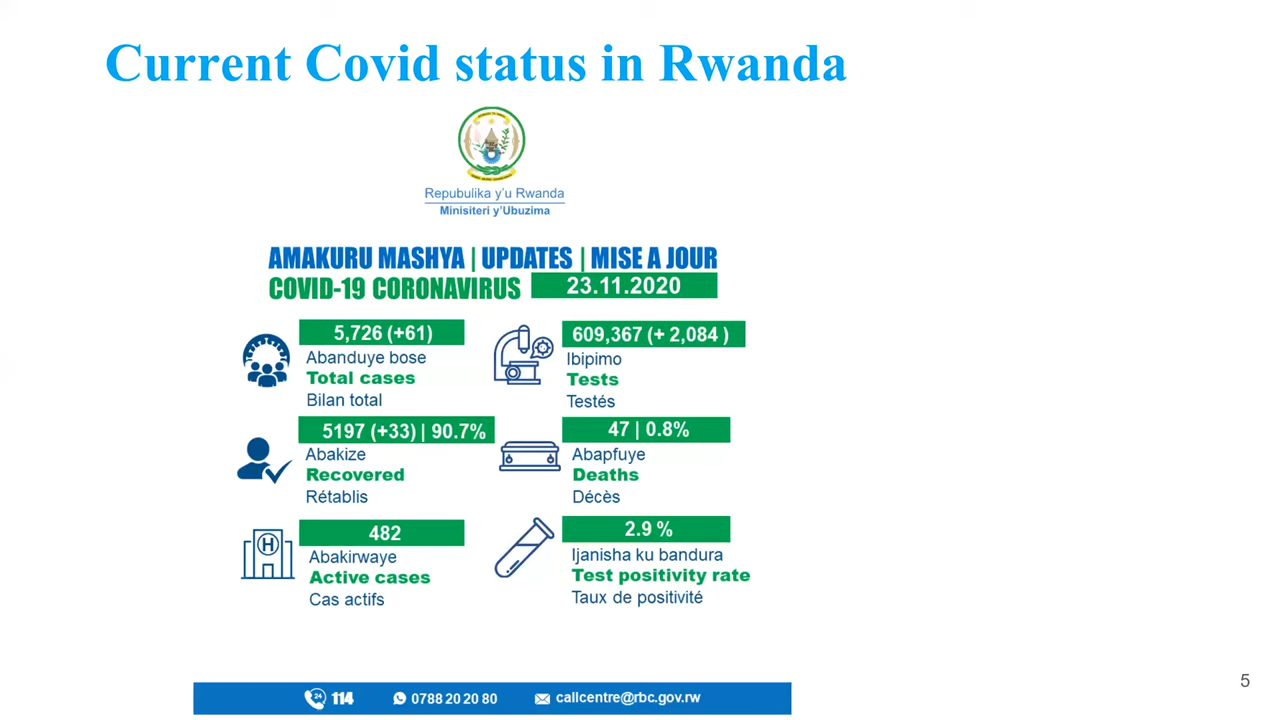 Current Covid status in Rwanda
Repubulika y'u Rwanda
Minisiteri y'Ubuzima
AMAKURU MASHYA | UPDATES | MISE A JOUR
COVID-19 CORONAVIRUS 23.11.2020
5,726 (+61)
Abanduye bose
Total cases
Bilan total
609,367 (+ 2,084 )
Ibipimo
Tests
Testés
5197 (+33) | 90.7%
Abakize
Recovered
Rétablis
47 | 0.8%
Abapfuye
Deaths
Décès
482
Abakirwaye
Active cases
Cas actifs
2.9 %
Ijanisha ku bandura
Test positivity rate
Taux de positivité
H
24 114 0788 20 20 80 callcentre@rbc.gov.rw
5